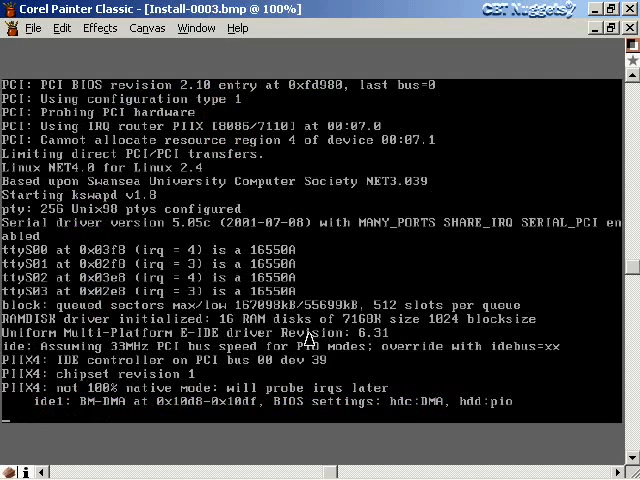 Corel Painter Classic - [Install-0003.bmp @ 100%]
CBT Nuggets
File Edit Effects Canvas Window Help
PCI: PCI BIOS revision 2.10 entry at 0xfd980, last bus=0
PCI: Using configuration type 1
PCI: Probing PCI hardware
PCI: Using IRQ router PIIX [8086/7110] at 00:07.0
PCI: Cannot allocate resource region 4 of device 00:07.1
Limiting direct PCI/PCI transfers.
Linux NET4.0 for Linux 2.4
Based upon Swansea University Computer Society NET3.039
Starting kswapd v1.8
pty: 256 Unix98 ptys configured
Serial driver version 5.05c (2001-07-08) with MANY_PORTS SHARE_IRQ SERIAL_PCI en
abled
ttyS00 at 0x03f8 (irq = 4) is a 16550A
ttyS01 at 0x02f8 (irq = 3) is a 16550A
ttyS02 at 0x03e8 (irq = 4) is a 16550A
ttyS03 at 0x02e8 (irq = 3) is a 16550A
block: queued sectors max/low 167098kB/55699kB, 512 slots per queue
RAMDISK driver initialized: 16 RAM disks of 7168K size 1024 blocksize
Uniform Multi-Platform E-IDE driver Revision: 6.31
ide: Assuming 33MHz PCI bus speed for PIO modes; override with idebus=xx
PIIX4: IDE controller on PCI bus 00 dev 39
PIIX4: chipset revision 1
PIIX4: not 100% native mode: will probe irqs later
ide1: BM-DMA at 0x10d8-0x10df, BIOS settings: hdc:DMA, hdd:pio